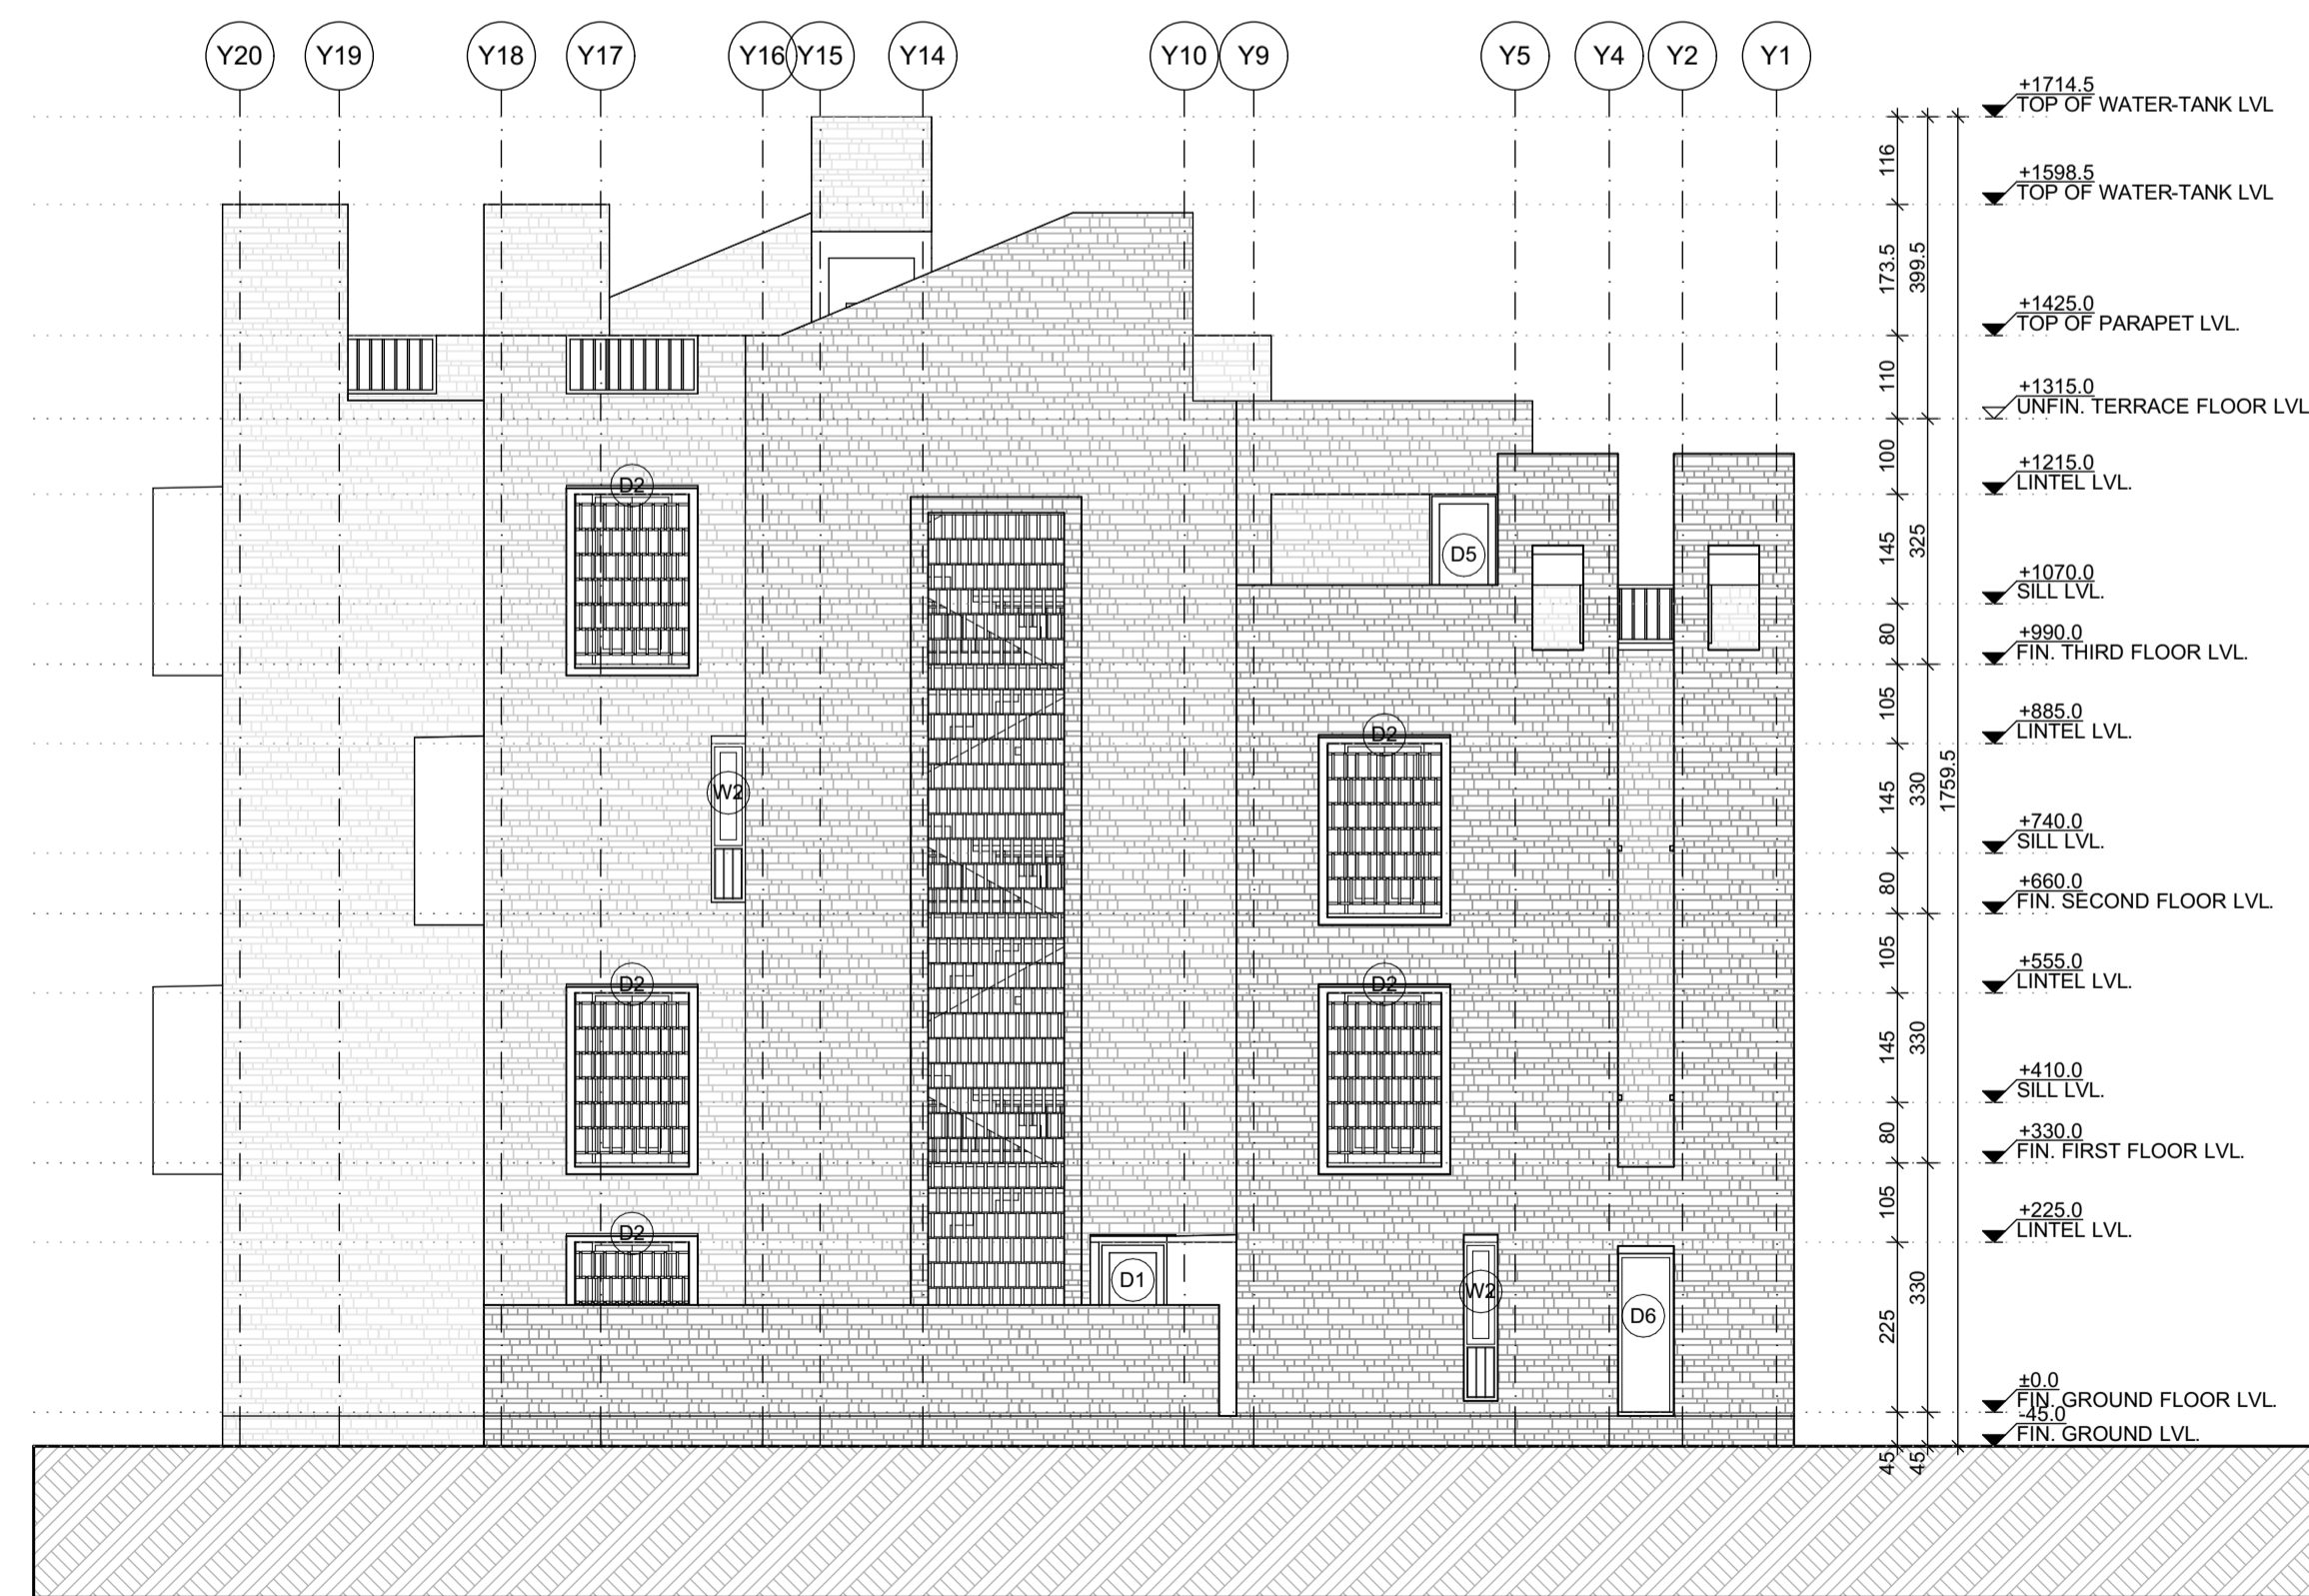 Y20 Y19 Y18 Y17 Y16 Y15 Y14 Y10 Y9 Y5 Y4 Y2 Y1
+1714.5
TOP OF WATER-TANK LVL
116
+1598.5
TOP OF WATER-TANK LVL
173.5
399.5
+1425.0
TOP OF PARAPET LVL.
110
+1315.0
UNFIN. TERRACE FLOOR LVL
100
+1215.0
LINTEL LVL.
D2
D5
145
325
+1070.0
SILL LVL.
80
+990.0
FIN. THIRD FLOOR LVL.
105
+885.0
LINTEL LVL.
D2
W2
145
330
1759.5
+740.0
SILL LVL.
80
+660.0
FIN. SECOND FLOOR LVL.
105
+555.0
LINTEL LVL.
D2
D2
145
330
+410.0
SILL LVL.
80
+330.0
FIN. FIRST FLOOR LVL.
105
+225.0
LINTEL LVL.
D2
D1
W2
D6
225
330
±0.0
FIN. GROUND FLOOR LVL.
-45.0
FIN. GROUND LVL.
45
45